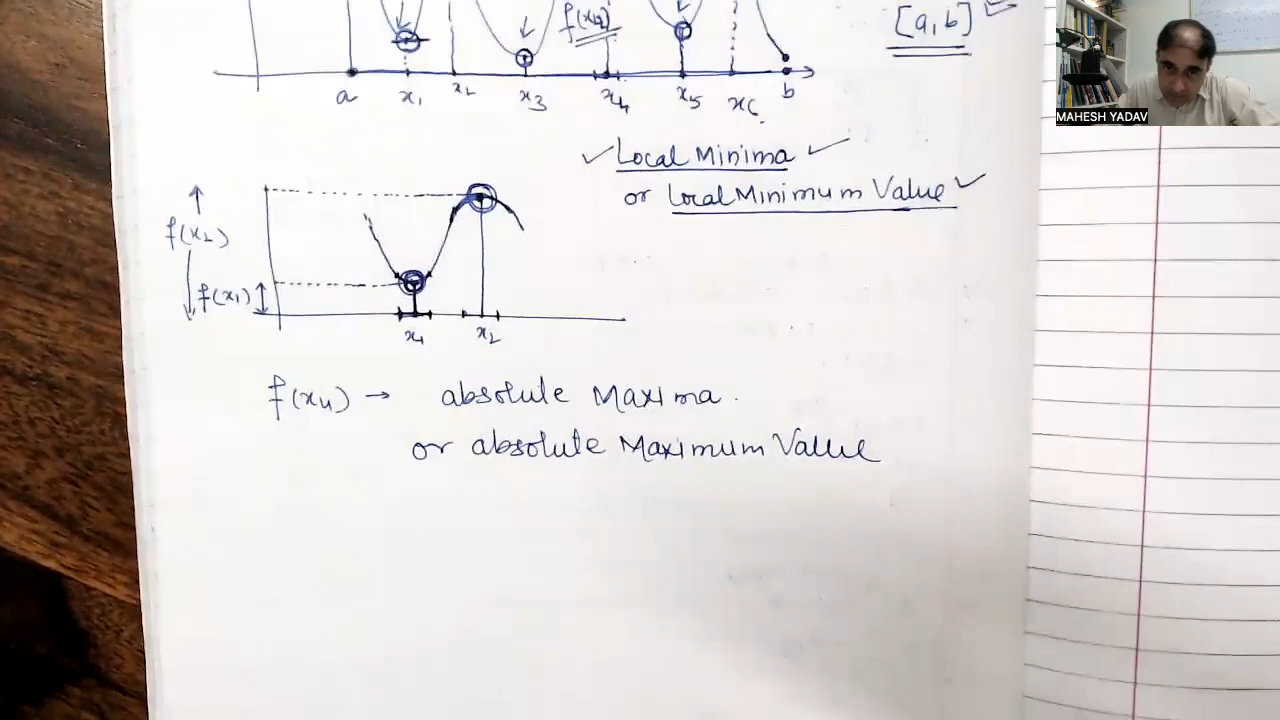 f(x4)
[a,b]
a x1 x2 x3 x4 x5 x6 b
MAHESH YADAV
Local Minima
or Local Minimum Value
f(x2)
f(x1)
x1 x2
f(x4) → absolute Maxima.
or absolute Maximum Value